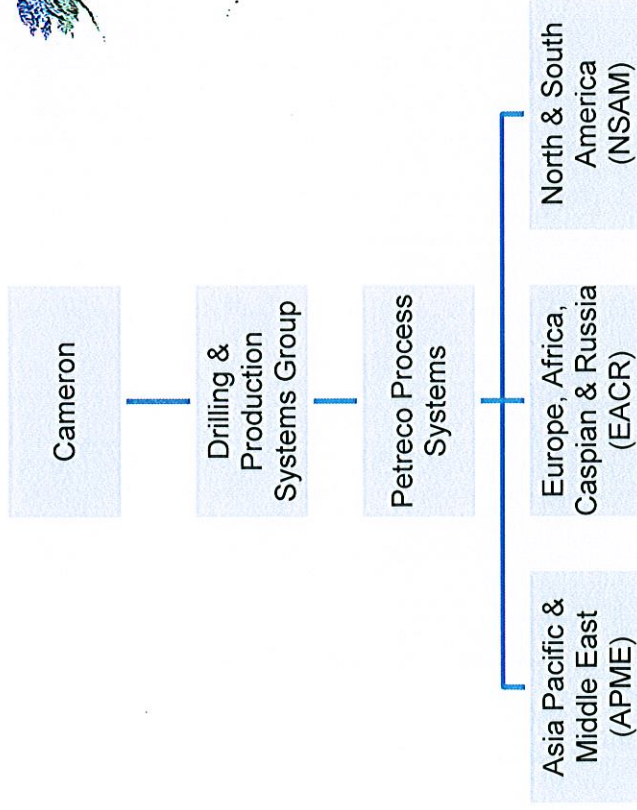 Cameron
Drilling &
Production
Systems Group
Petreco Process
Systems
Asia Pacific &
Middle East
(APME)
Europe, Africa,
Caspian & Russia
(EACR)
North & South
America
(NSAM)